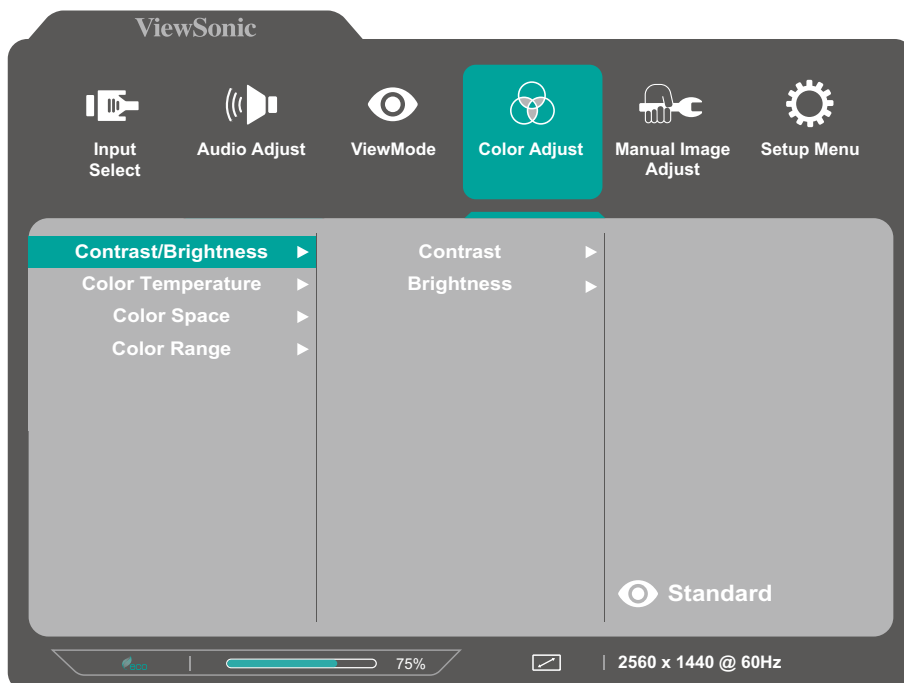 ViewSonic
Input
Select
Audio Adjust
ViewMode
Color Adjust
Manual Image
Adjust
Setup Menu
Contrast/Brightness
Color Temperature
Color Space
Color Range
Contrast
Brightness
Standard
eco
75%
2560 x 1440 @ 60Hz